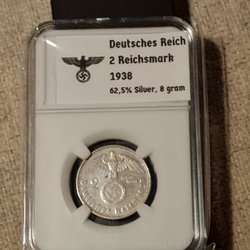 Deutsches Reich
2 Reichsmark
1938
62,5% Silver, 8 gram